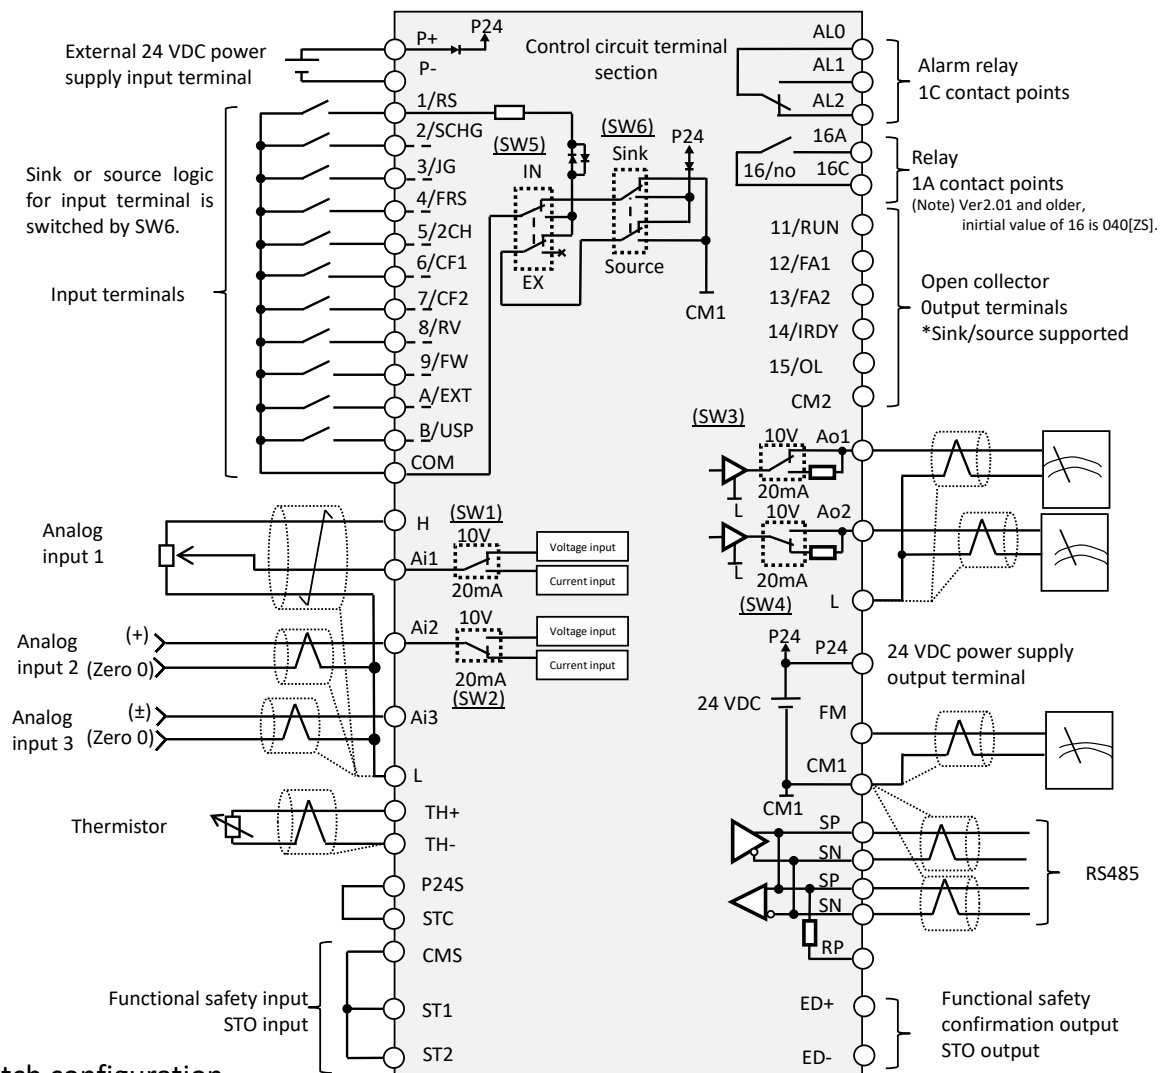 External 24 VDC power
supply input terminal
P+
P24
P-
Control circuit terminal
section
AL0
AL1
AL2
Alarm relay
1C contact points
1/RS
2/SCHG
3/JG
4/FRS
5/2CH
6/CF1
7/CF2
8/RV
9/FW
A/EXT
B/USP
COM
Sink or source logic
for input terminal is
switched by SW6.
Input terminals
(SW5)
IN
EX
(SW6)
Sink
Source
P24
CM1
16A
16/no
16C
Relay
1A contact points
(Note) Ver2.01 and older,
inirtial value of 16 is 040[ZS].
11/RUN
12/FA1
13/FA2
14/IRDY
15/OL
CM2
Open collector
0utput terminals
*Sink/source supported
(SW3)
10V
Ao1
20mA
L
10V
Ao2
20mA
L
(SW4)
L
Analog
input 1
H
(SW1)
10V
Ai1
20mA
Voltage input
Current input
Analog
input 2
(+)
(Zero 0)
Ai2
10V
20mA
(SW2)
Voltage input
Current input
Analog
input 3
(±)
(Zero 0)
Ai3
L
P24
P24
24 VDC power supply
output terminal
24 VDC
FM
CM1
CM1
Thermistor
TH+
TH-
SP
SN
SP
SN
RP
RS485
P24S
STC
CMS
ST1
ST2
Functional safety input
STO input
ED+
ED-
Functional safety
confirmation output
STO output
tch configuration